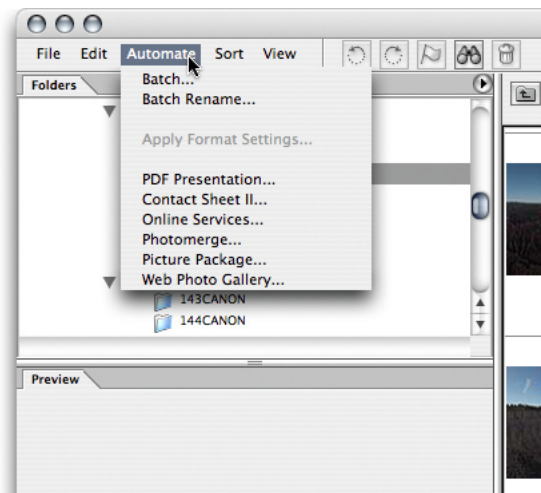 File Edit Automate Sort View
Folders
Batch...
Batch Rename...
Apply Format Settings...
PDF Presentation...
Contact Sheet II...
Online Services...
Photomerge...
Picture Package...
Web Photo Gallery...
143CANON
144CANON
Preview